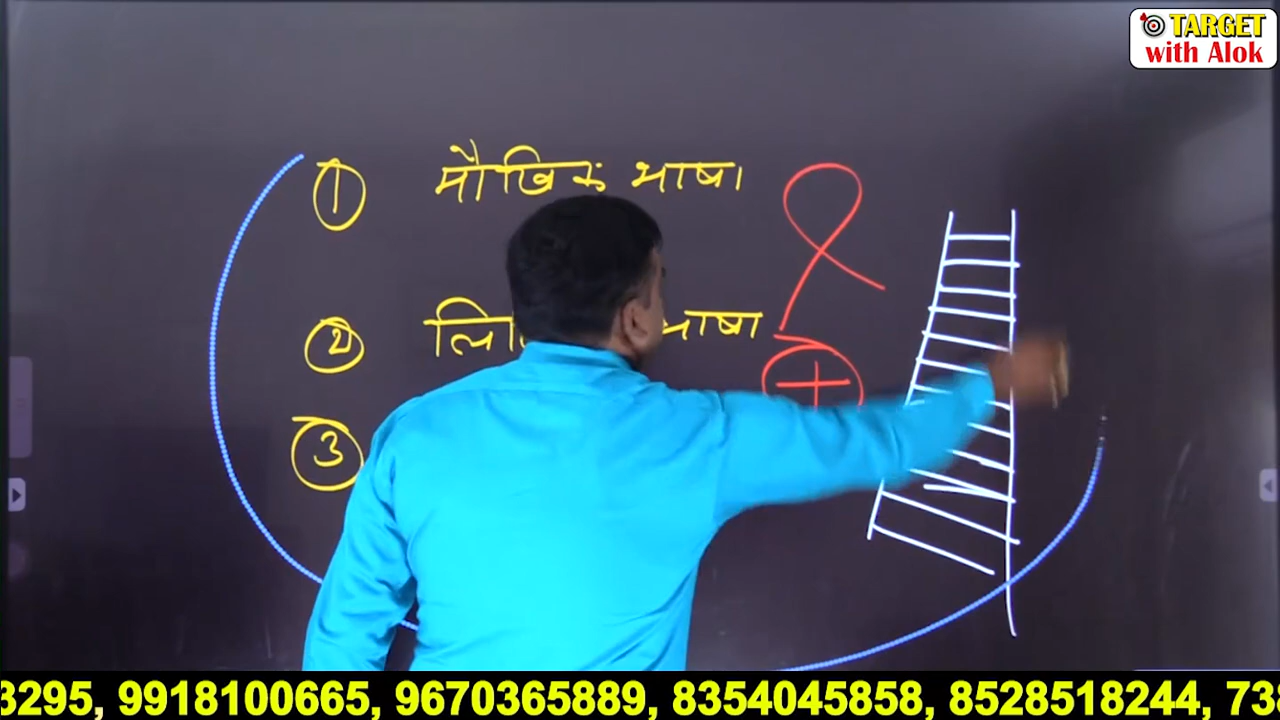 TARGET
with Alok
① मौखिक भाषा
② भाषा
③
3295, 9918100665, 9670365889, 8354045858, 8528518244, 73